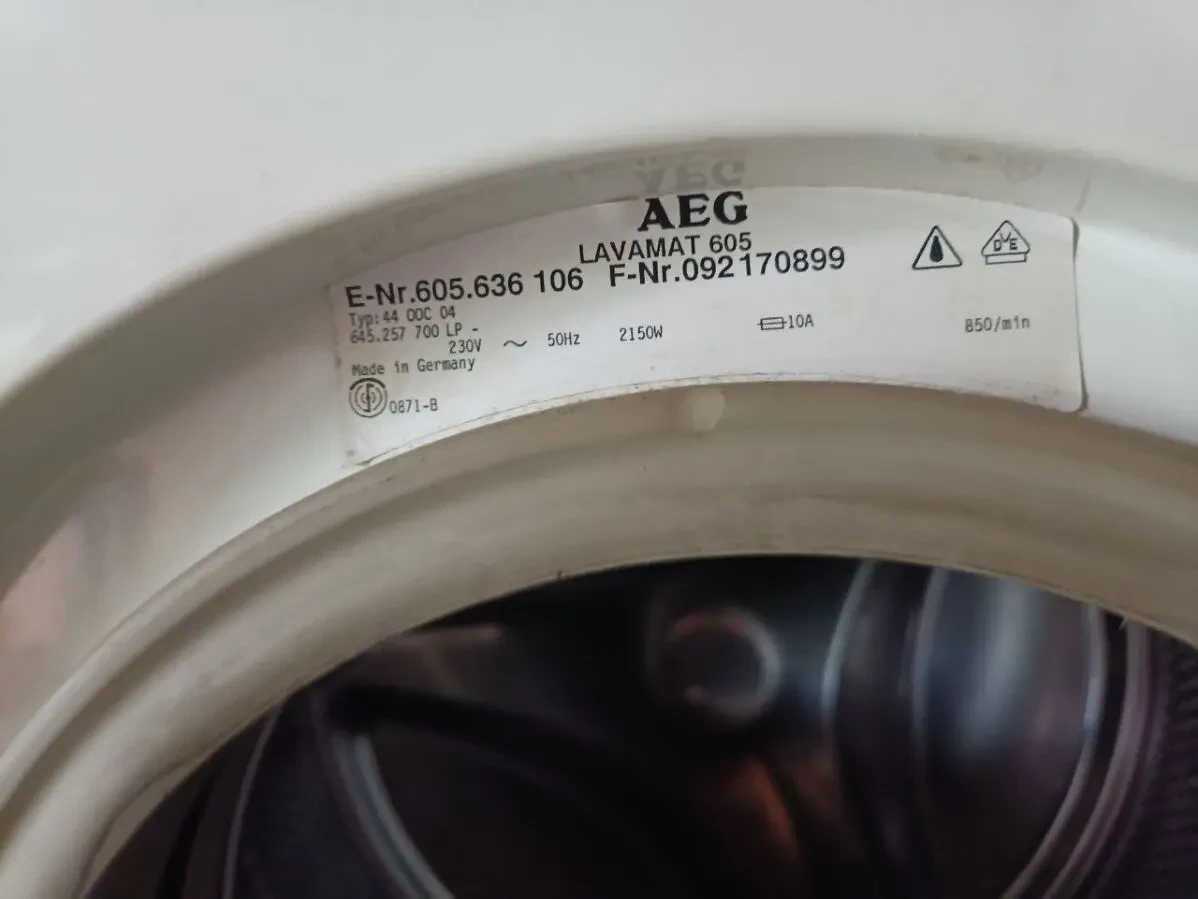 AEG
LAVAMAT 605
E-Nr.605.636 106 F-Nr.092170899
Typ:44 OOC 04
645.257 700 LP -
230V ~ 50Hz 2150W 10A 850/min
Made in Germany
0871-B
DVE